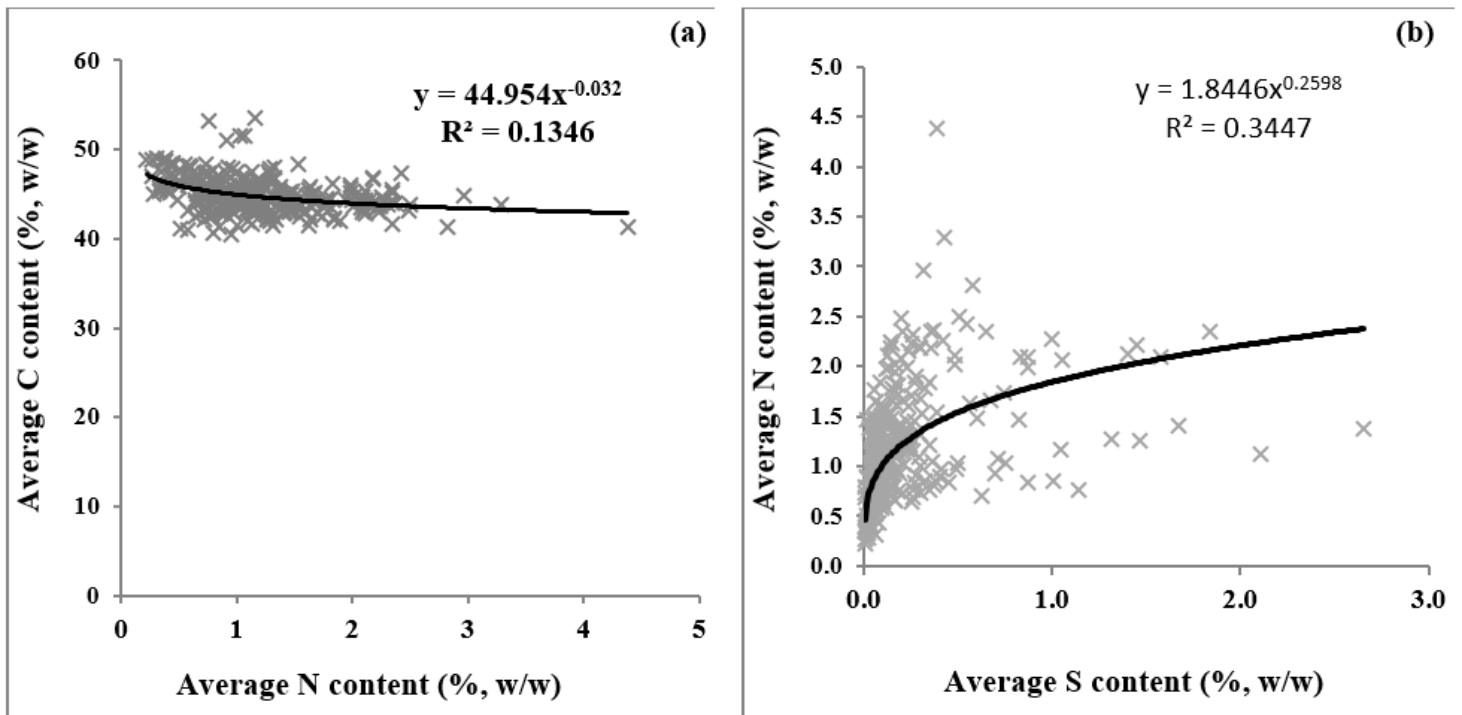 (a)
60
50
40
30
20
10
0
0 1 2 3 4 5
Average C content (%, w/w)
Average N content (%, w/w)
y = 44.954x^-0.032
R² = 0.1346
(b)
5.0
4.5
4.0
3.5
3.0
2.5
2.0
1.5
1.0
0.5
0.0
0.0 1.0 2.0 3.0
Average N content (%, w/w)
Average S content (%, w/w)
y = 1.8446x^0.2598
R² = 0.3447